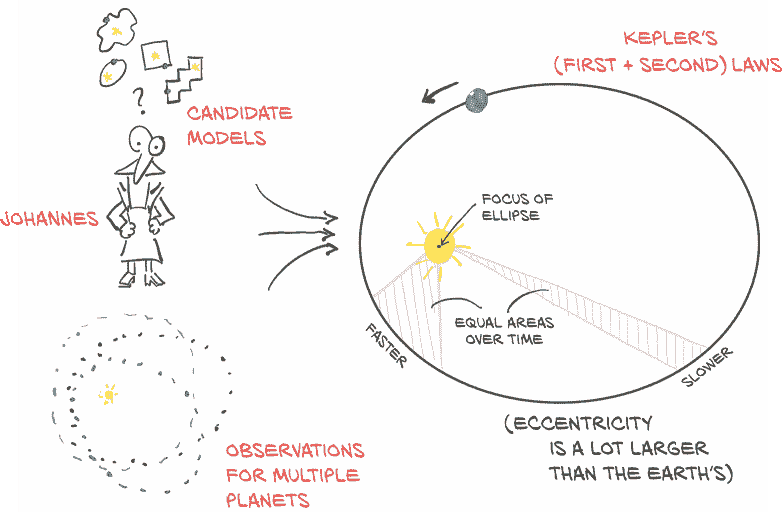 KEPLER'S
(FIRST + SECOND) LAWS
?
CANDIDATE
MODELS
JOHANNES
FOCUS OF
ELLIPSE
EQUAL AREAS
OVER TIME
FASTER
SLOWER
(ECCENTRICITY
IS A LOT LARGER
THAN THE EARTH'S)
OBSERVATIONS
FOR MULTIPLE
PLANETS